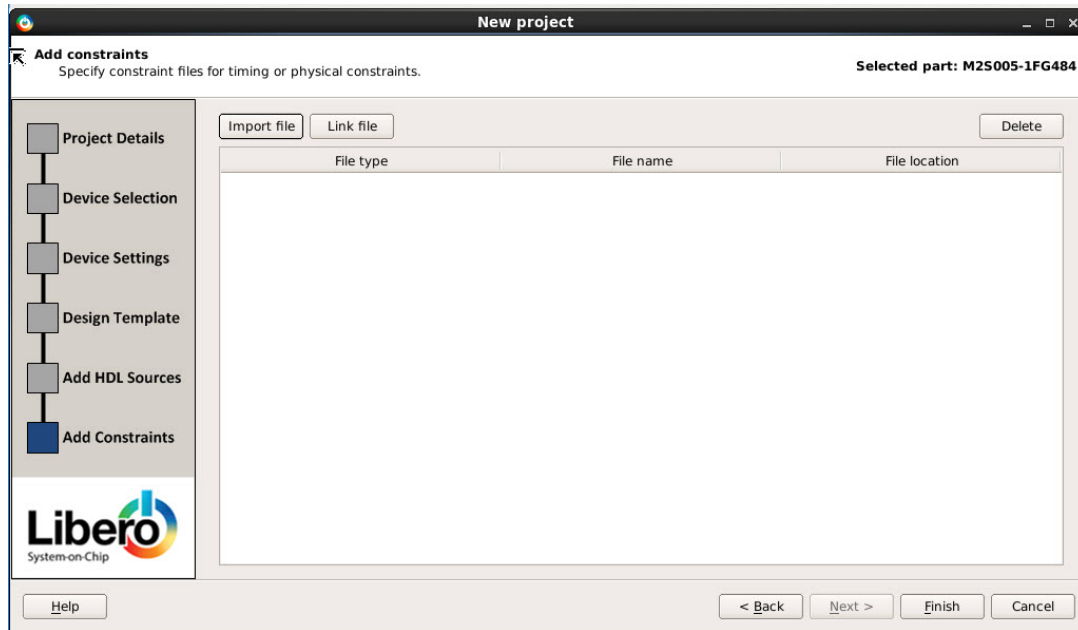 New project
Add constraints
Specify constraint files for timing or physical constraints.
Selected part: M2S005-1FG484
Project Details
Device Selection
Device Settings
Design Template
Add HDL Sources
Add Constraints
Libero
System-on-Chip
Import file Link file Delete
File type File name File location
Help < Back Next > Finish Cancel